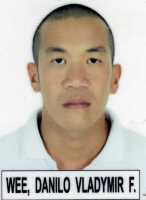 WEE, DANILO VLADYMIR F.